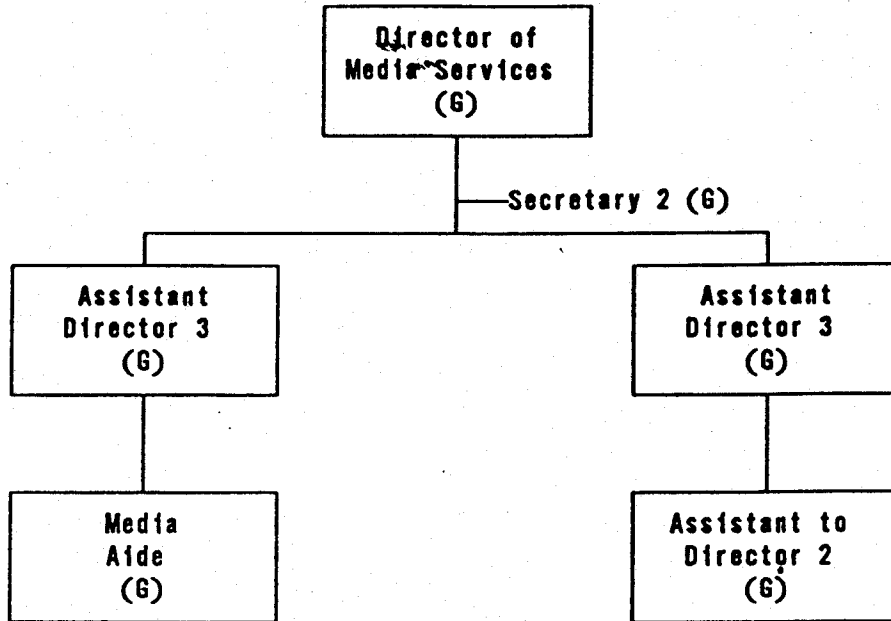 Director of
Media Services
(G)
Secretary 2 (G)
Assistant
Director 3
(G)
Assistant
Director 3
(G)
Media
Aide
(G)
Assistant to
Director 2
(G)